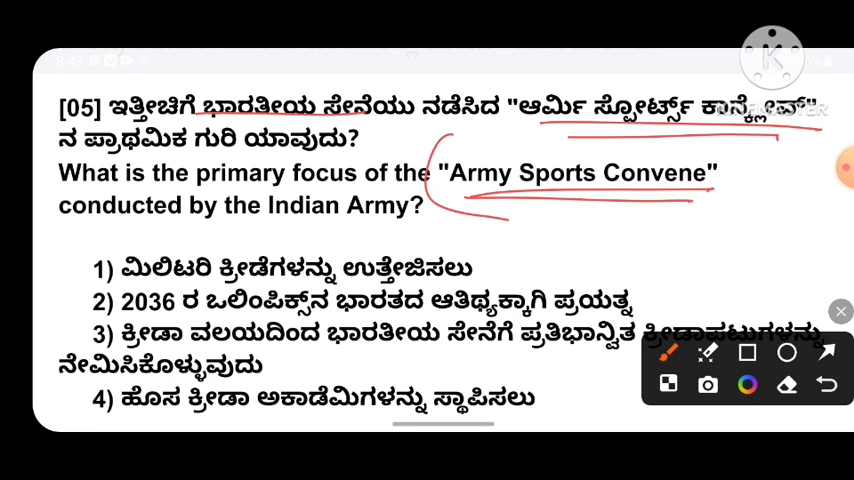 8:43
[05] ಇತ್ತೀಚಿಗೆ ಭಾರತೀಯ ಸೇನೆಯು ನಡೆಸಿದ "ಆರ್ಮಿ ಸ್ಪೋರ್ಟ್ಸ್ ಕಾನ್ಕ್ಲೇವ್"
ನ ಪ್ರಾಥಮಿಕ ಗುರಿ ಯಾವುದು?
What is the primary focus of the "Army Sports Convene"
conducted by the Indian Army?
1) ಮಿಲಿಟರಿ ಕ್ರೀಡೆಗಳನ್ನು ಉತ್ತೇಜಿಸಲು
2) 2036 ರ ಒಲಿಂಪಿಕ್ಸ್‌ನ ಭಾರತದ ಆತಿಥ್ಯಕ್ಕಾಗಿ ಪ್ರಯತ್ನ
3) ಕ್ರೀಡಾ ವಲಯದಿಂದ ಭಾರತೀಯ ಸೇನೆಗೆ ಪ್ರತಿಭಾನ್ವಿತ ಕ್ರೀಡಾಪಟುಗಳನ್ನು
ನೇಮಿಸಿಕೊಳ್ಳುವುದು
4) ಹೊಸ ಕ್ರೀಡಾ ಅಕಾಡೆಮಿಗಳನ್ನು ಸ್ಥಾಪಿಸಲು